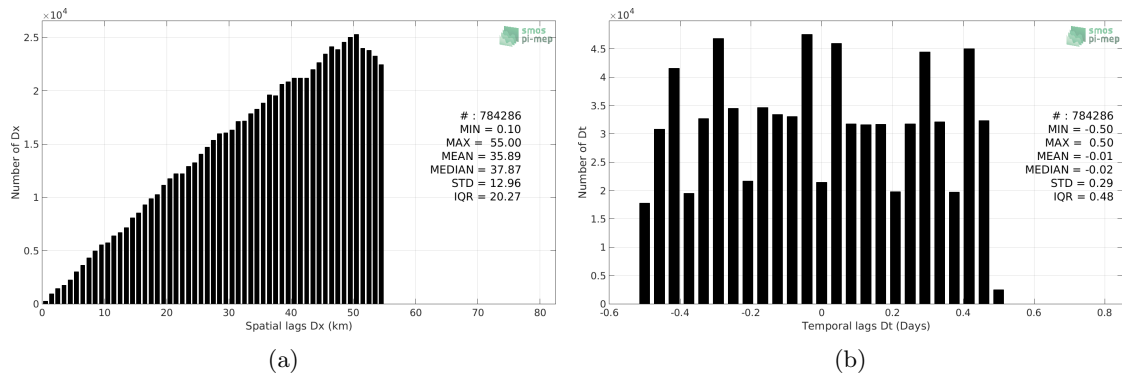 ×10⁴
2.5
2
1.5
1
0.5
0
Number of Dx
0 10 20 30 40 50 60 70 80
Spatial lags Dx (km)
smos
pi-mep
# : 784286
MIN = 0.10
MAX = 55.00
MEAN = 35.89
MEDIAN = 37.87
STD = 12.96
IQR = 20.27
(a)
×10⁴
4.5
4
3.5
3
2.5
2
1.5
1
0.5
0
Number of Dt
-0.6 -0.4 -0.2 0 0.2 0.4 0.6 0.8
Temporal lags Dt (Days)
smos
pi-mep
# : 784286
MIN = -0.50
MAX = 0.50
MEAN = -0.01
MEDIAN = -0.02
STD = 0.29
IQR = 0.48
(b)